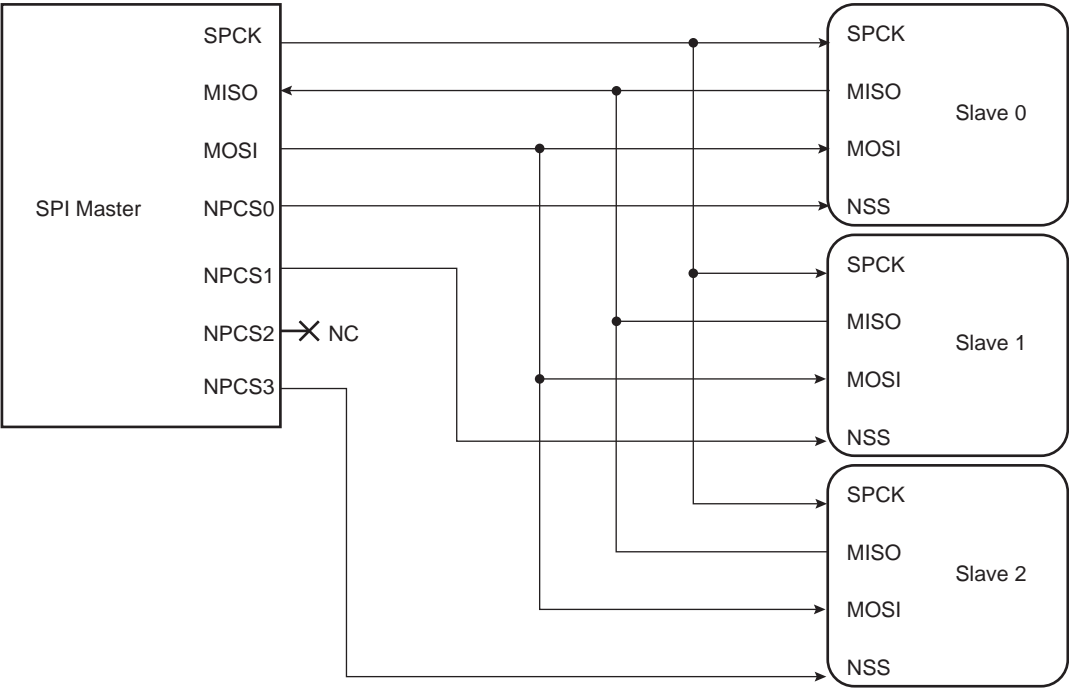 SPI Master
SPCK
MISO
MOSI
NPCS0
NPCS1
NPCS2
NC
NPCS3
SPCK
MISO
Slave 0
MOSI
NSS
SPCK
MISO
Slave 1
MOSI
NSS
SPCK
MISO
Slave 2
MOSI
NSS